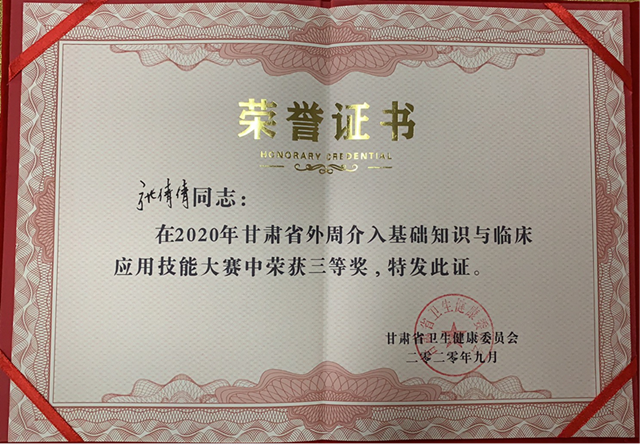 荣誉证书
HONORARY CREDENTIAL
张倩倩同志：
在2020年甘肃省外周介入基础知识与临床
应用技能大赛中荣获三等奖，特发此证。
甘肃省卫生健康委员会
二〇二〇年九月